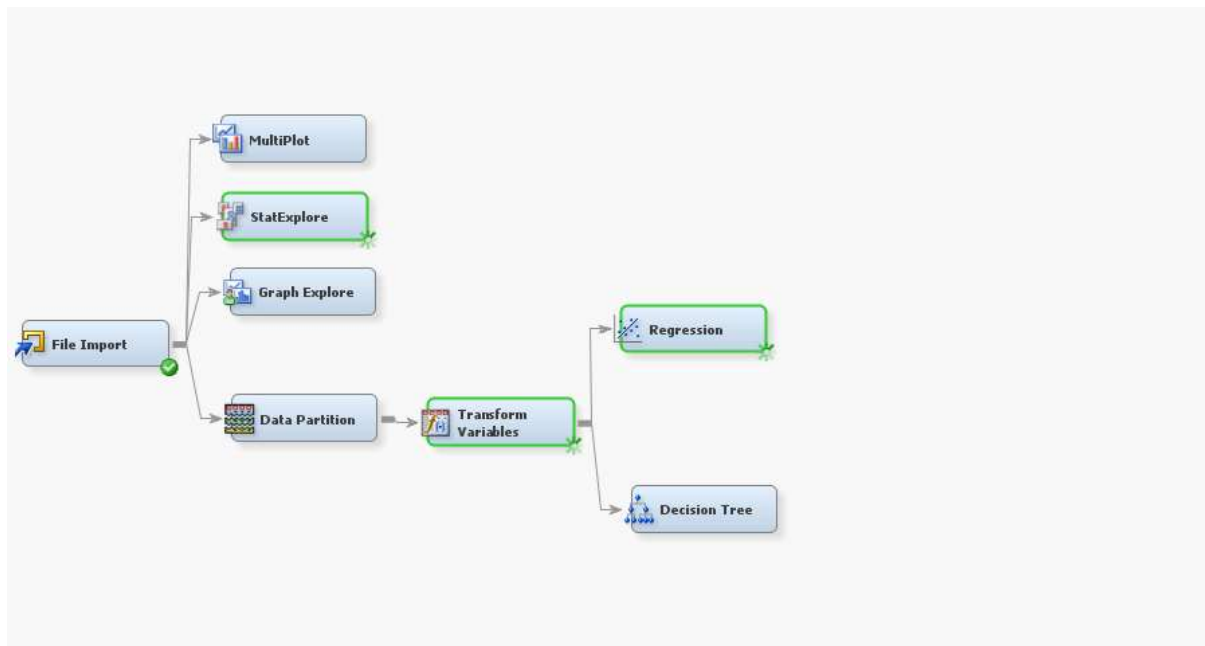 MultiPlot
StatExplore
Graph Explore
File Import
Regression
Data Partition
Transform
Variables
Decision Tree